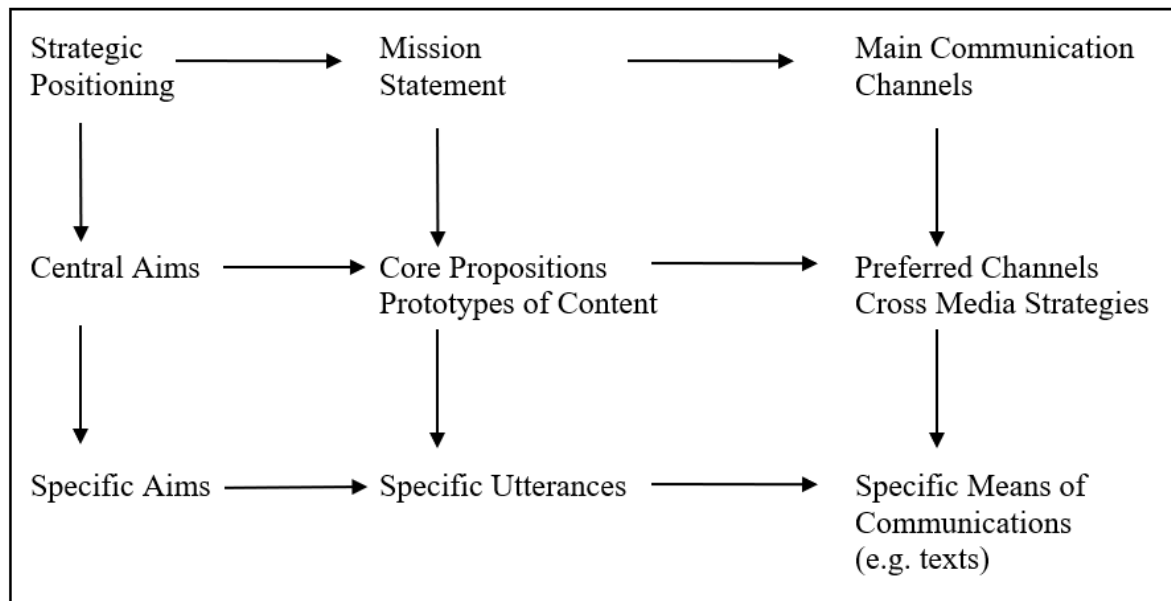 Strategic
Positioning
Mission
Statement
Main Communication
Channels
Central Aims
Core Propositions
Prototypes of Content
Preferred Channels
Cross Media Strategies
Specific Aims
Specific Utterances
Specific Means of
Communications
(e.g. texts)